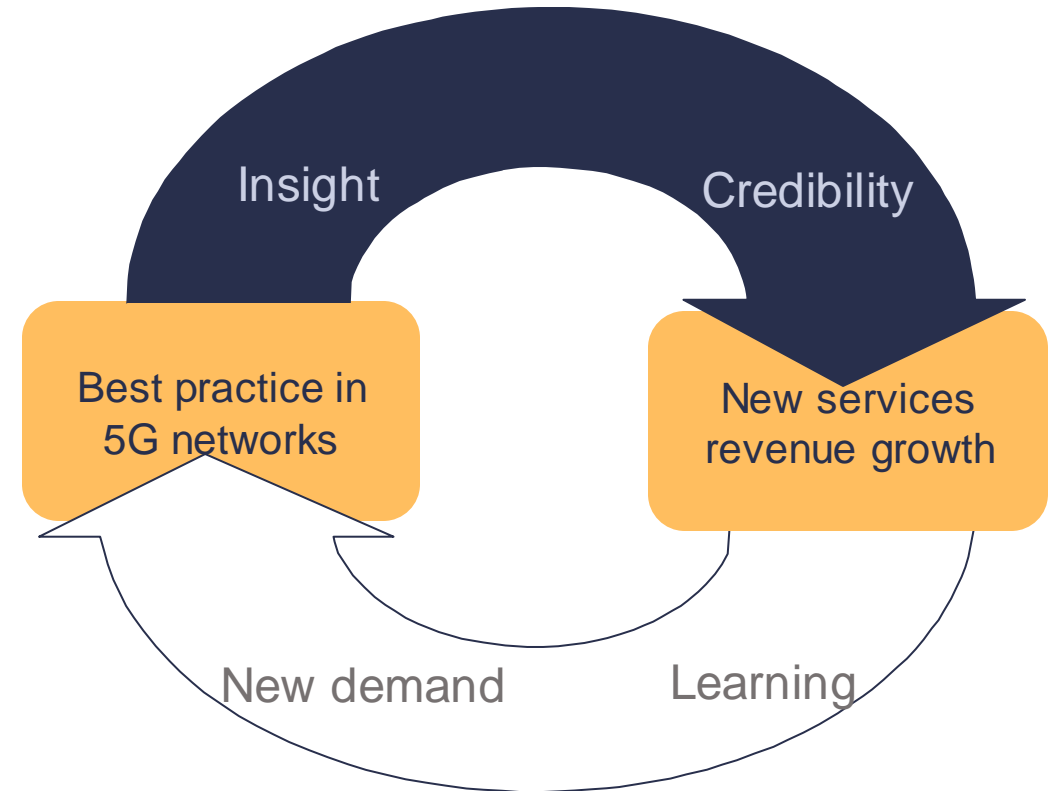 Insight
Credibility
Best practice in
5G networks
New services
revenue growth
New demand
Learning